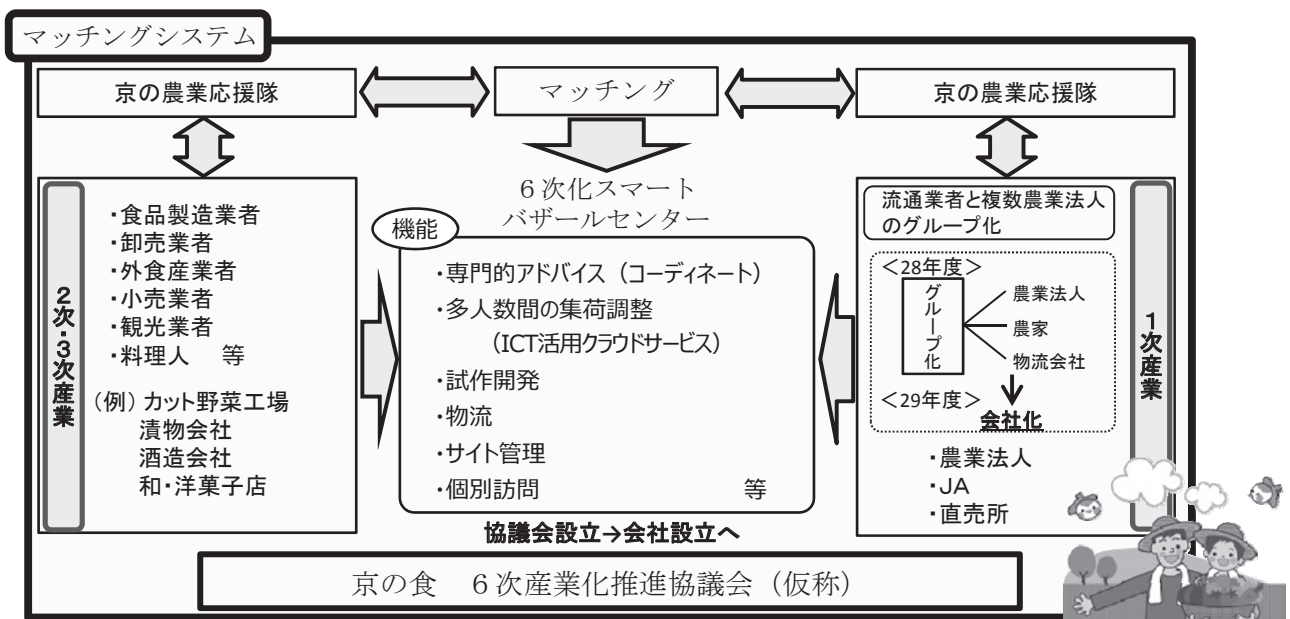 マッチングシステム
京の農業応援隊
マッチング
京の農業応援隊
2次・3次産業
・食品製造業者
・卸売業者
・外食産業者
・小売業者
・観光業者
・料理人　等
（例）カット野菜工場
漬物会社
酒造会社
和・洋菓子店
６次化スマート
バザールセンター
機能
・専門的アドバイス（コーディネート）
・多人数間の集荷調整
（ICT活用クラウドサービス）
・試作開発
・物流
・サイト管理
・個別訪問　等
協議会設立→会社設立へ
流通業者と複数農業法人
のグループ化
＜28年度＞
グループ化
農業法人
農家
物流会社
＜29年度＞
会社化
・農業法人
・JA
・直売所
1次産業
京の食　６次産業化推進協議会（仮称）